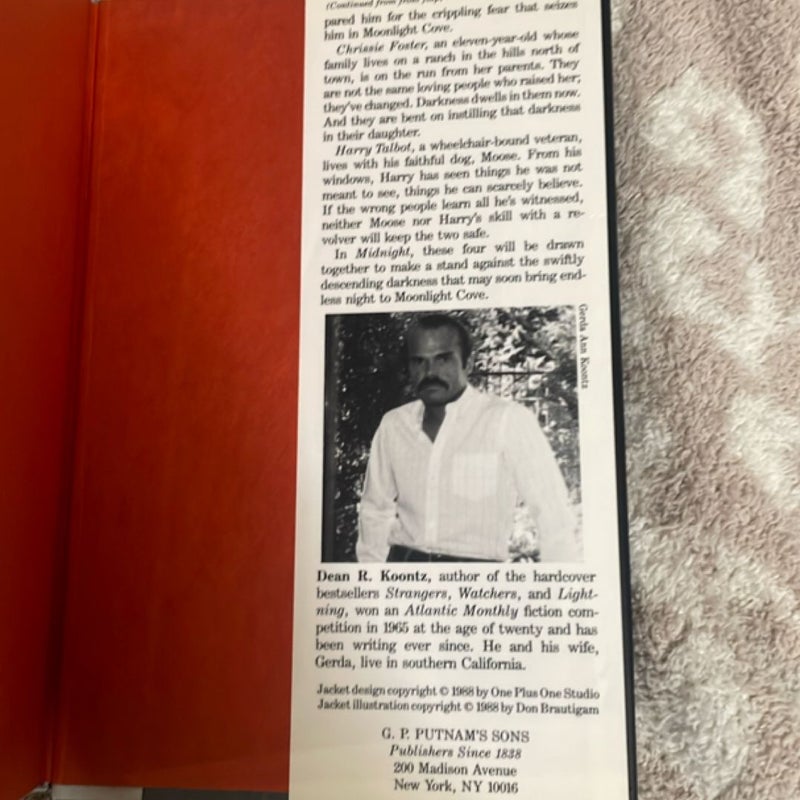 (Continued from front flap)
pared him for the crippling fear that seizes
him in Moonlight Cove.
Chrissie Foster, an eleven-year-old whose
family lives on a ranch in the hills north of
town, is on the run from her parents. They
are not the same loving people who raised her;
they've changed. Darkness dwells in them now.
And they are bent on instilling that darkness
in their daughter.
Harry Talbot, a wheelchair-bound veteran,
lives with his faithful dog, Moose. From his
windows, Harry has seen things he was not
meant to see, things he can scarcely believe.
If the wrong people learn all he's witnessed,
neither Moose nor Harry's skill with a re-
volver will keep the two safe.
In Midnight, these four will be drawn
together to make a stand against the swiftly
descending darkness that may soon bring end-
less night to Moonlight Cove.
Gerda Ann Koontz
Dean R. Koontz, author of the hardcover
bestsellers Strangers, Watchers, and Light-
ning, won an Atlantic Monthly fiction com-
petition in 1965 at the age of twenty and has
been writing ever since. He and his wife,
Gerda, live in southern California.
Jacket design copyright © 1988 by One Plus One Studio
Jacket illustration copyright © 1988 by Don Brautigam
G. P. PUTNAM'S SONS
Publishers Since 1838
200 Madison Avenue
New York, NY 10016